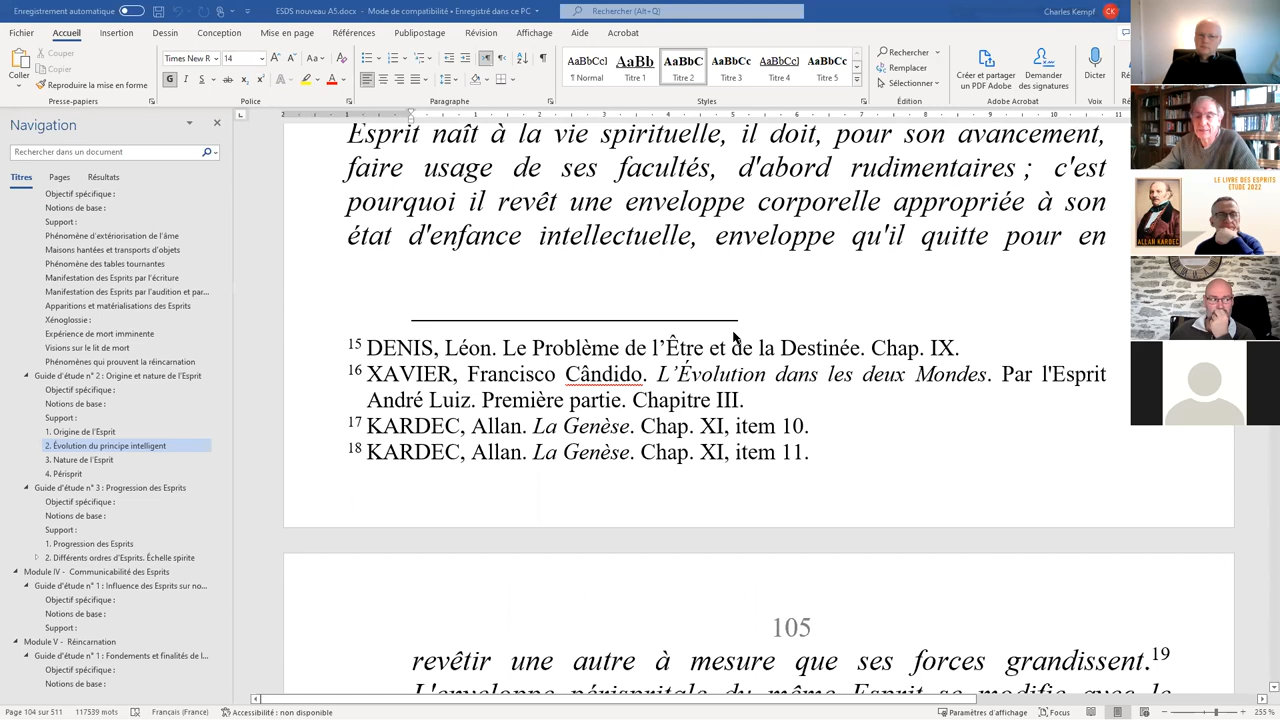 Enregistrement automatique
ESDS nouveau A5.docx - Mode de compatibilité • Enregistré dans ce PC
Rechercher (Alt+Q)
Charles Kempf
CK
Fichier Accueil Insertion Dessin Conception Mise en page Références Publipostage Révision Affichage Aide Acrobat
Coller
Couper
Copier
Reproduire la mise en forme
Presse-papiers
Times New R 14
Police
Paragraphe
AaBbCcI AaBb AaBbC AaBbCc AaBbCcI AaBbCc
¶ Normal Titre 1 Titre 2 Titre 3 Titre 4 Titre 5
Styles
Rechercher
Remplacer
Sélectionner
Édition
Créer et partager un PDF Adobe
Demander des signatures
Adobe Acrobat
Dicter
Voix
Navigation
Rechercher dans un document
Titres Pages Résultats
Objectif spécifique :
Notions de base :
Support :
Phénomène d'extériorisation de l'âme
Maisons hantées et transports d'objets
Phénomène des tables tournantes
Manifestation des Esprits par l'écriture
Manifestation des Esprits par l'audition et par...
Apparitions et matérialisations des Esprits
Xénoglossie :
Expérience de mort imminente
Visions sur le lit de mort
Phénomènes qui prouvent la réincarnation
Guide d'étude n° 2 : Origine et nature de l'Esprit
Objectif spécifique :
Notions de base :
Support :
1. Origine de l'Esprit
2. Évolution du principe intelligent
3. Nature de l'Esprit
4. Périsprit
Guide d'étude n° 3 : Progression des Esprits
Objectif spécifique :
Notions de base :
Support :
1. Progression des Esprits
2. Différents ordres d'Esprits. Échelle spirite
Module IV - Communicabilité des Esprits
Guide d'étude n° 1 : Influence des Esprits sur no...
Objectif spécifique :
Notions de base :
Support :
Module V - Réincarnation
Guide d'étude n° 1 : Fondements et finalités de l...
Objectif spécifique :
Notions de base :
Esprit naît à la vie spirituelle, il doit, pour son avancement,
faire usage de ses facultés, d'abord rudimentaires ; c'est
pourquoi il revêt une enveloppe corporelle appropriée à son
état d'enfance intellectuelle, enveloppe qu'il quitte pour en
15 DENIS, Léon. Le Problème de l'Être et de la Destinée. Chap. IX.
16 XAVIER, Francisco Cândido. L'Évolution dans les deux Mondes. Par l'Esprit
André Luiz. Première partie. Chapitre III.
17 KARDEC, Allan. La Genèse. Chap. XI, item 10.
18 KARDEC, Allan. La Genèse. Chap. XI, item 11.
105
revêtir une autre à mesure que ses forces grandissent.19
L'enveloppe périspritale du même Esprit se modifie avec le
LE LIVRE DES ESPRITS
ETUDE 2022
ALLAN KARDEC
Page 104 sur 511 117539 mots Français (France) Accessibilité : non disponible
Paramètres d'affichage Focus 255 %